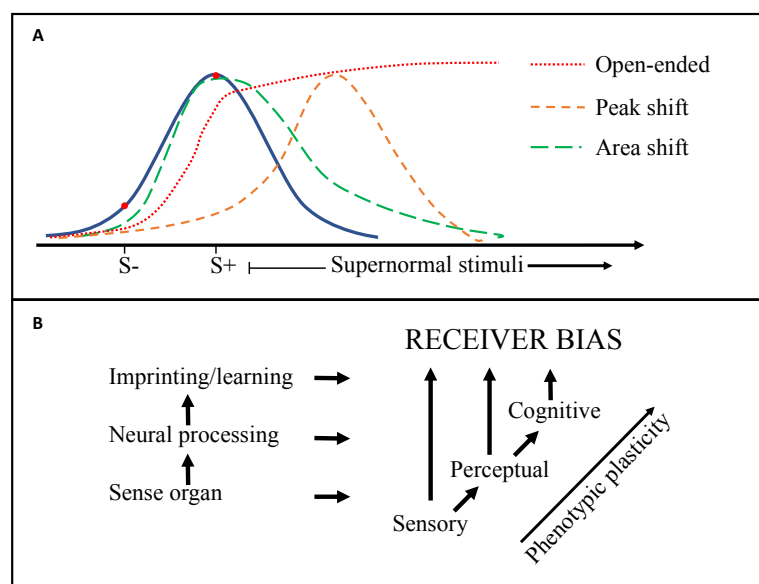 A
Open-ended
Peak shift
Area shift
S-
S+
Supernormal stimuli
B
RECEIVER BIAS
Imprinting/learning
Cognitive
Neural processing
Perceptual
Sense organ
Sensory
Phenotypic plasticity